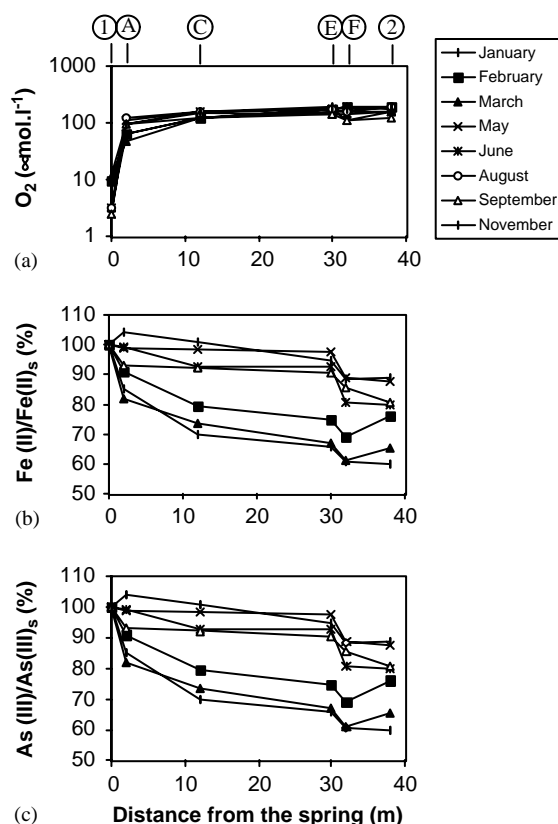 1 A C E F 2
1000
100
10
1
O2 (∝mol.l-1)
0 10 20 30 40
(a)
January
February
March
May
June
August
September
November
110
100
90
80
70
60
50
Fe (II)/Fe(II)s (%)
0 10 20 30 40
(b)
110
100
90
80
70
60
50
As (III)/As(III)s (%)
0 10 20 30 40
(c)
Distance from the spring (m)